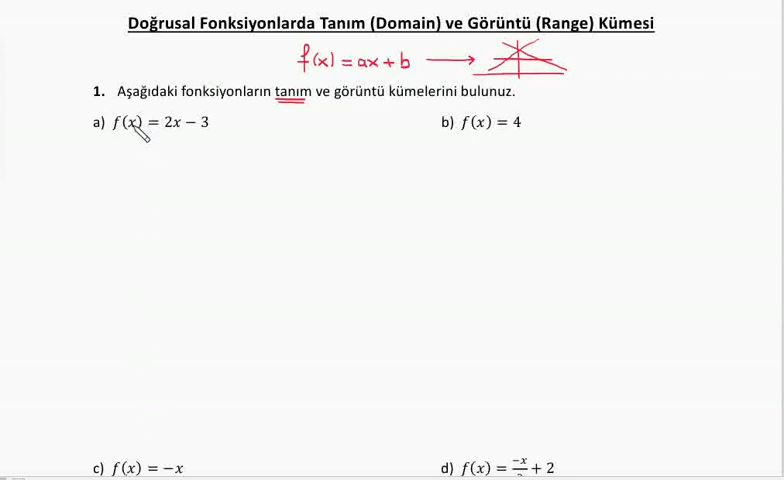 Doğrusal Fonksiyonlarda Tanım (Domain) ve Görüntü (Range) Kümesi
f(x) = ax + b
1. Aşağıdaki fonksiyonların tanım ve görüntü kümelerini bulunuz.
a) f(x) = 2x − 3
b) f(x) = 4
c) f(x) = −x
d) f(x) = −x/ + 2